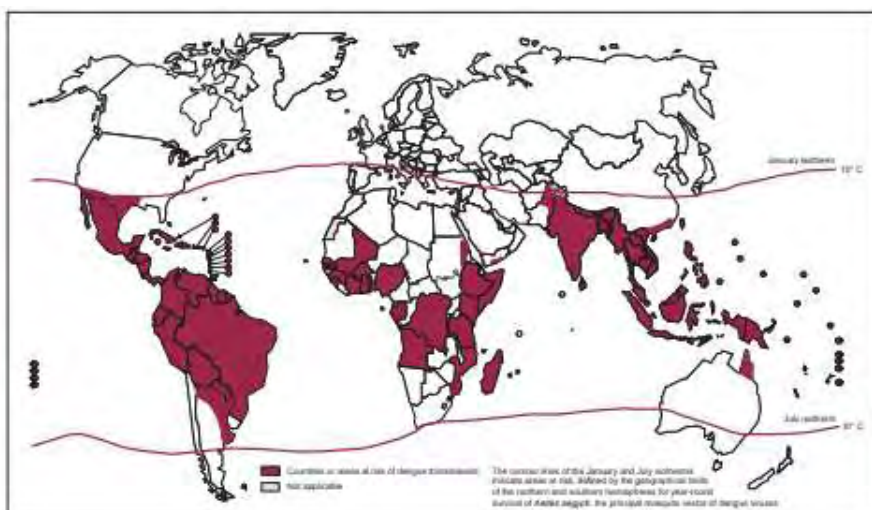 January isotherm
10° C
July isotherm
10° C
Countries or areas at risk of dengue transmission
Not applicable
The contour lines of the January and July isotherms
indicate areas at risk, defined by the geographical limits
of the northern and southern hemispheres for year-round
survival of Aedes aegypti, the principal mosquito vector of dengue viruses